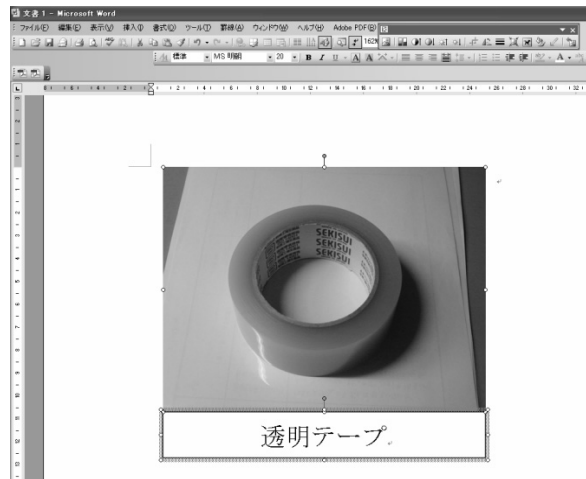 文書 1 - Microsoft Word
ファイル(F) 編集(E) 表示(V) 挿入(I) 書式(O) ツール(T) 罫線(A) ウィンドウ(W) ヘルプ(H) Adobe PDF(B)
162%
標準 MS 明朝 20 B I U A A
SEKISUI
SEKISUI
SEKISUI
透明テープ